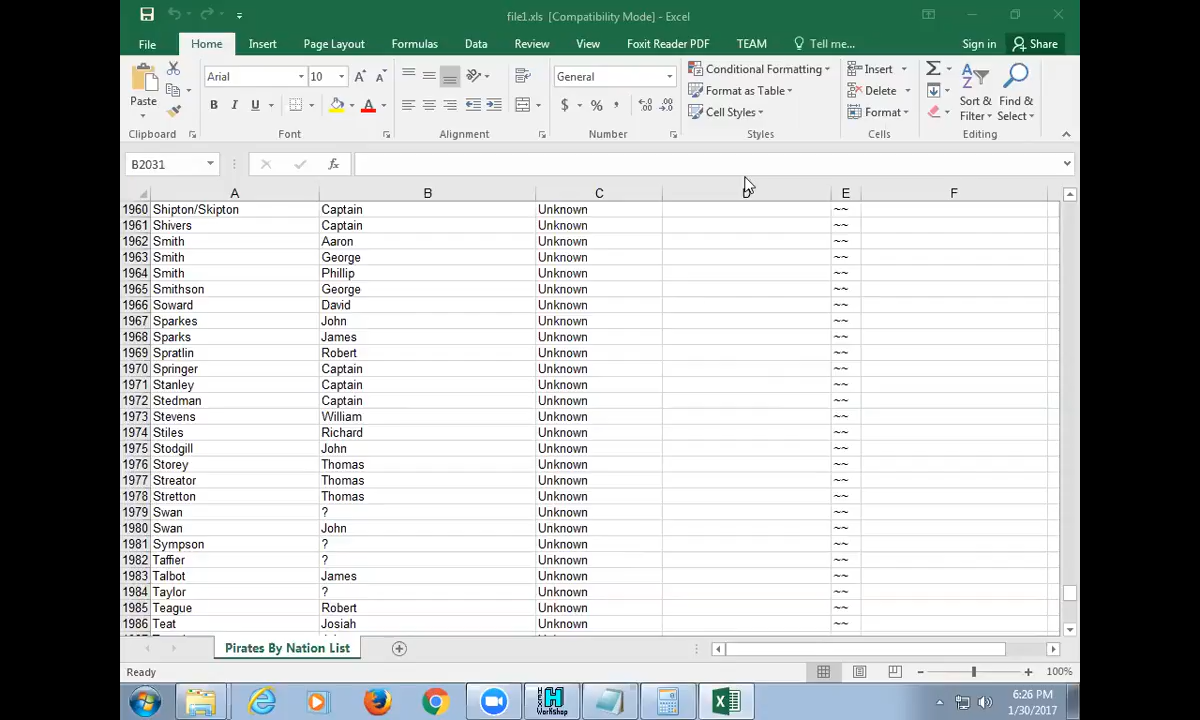 file1.xls [Compatibility Mode] - Excel
File Home Insert Page Layout Formulas Data Review View Foxit Reader PDF TEAM Tell me... Sign in Share
Paste
Clipboard
Arial 10
B I U A
Font
Alignment
General
$ % ,
Number
Conditional Formatting
Format as Table
Cell Styles
Styles
Insert
Delete
Format
Cells
Sort & Filter
Find & Select
Editing
B2031 fx
A B C D E F
1960 Shipton/Skipton Captain Unknown ~~
1961 Shivers Captain Unknown ~~
1962 Smith Aaron Unknown ~~
1963 Smith George Unknown ~~
1964 Smith Phillip Unknown ~~
1965 Smithson George Unknown ~~
1966 Soward David Unknown ~~
1967 Sparkes John Unknown ~~
1968 Sparks James Unknown ~~
1969 Spratlin Robert Unknown ~~
1970 Springer Captain Unknown ~~
1971 Stanley Captain Unknown ~~
1972 Stedman Captain Unknown ~~
1973 Stevens William Unknown ~~
1974 Stiles Richard Unknown ~~
1975 Stodgill John Unknown ~~
1976 Storey Thomas Unknown ~~
1977 Streator Thomas Unknown ~~
1978 Stretton Thomas Unknown ~~
1979 Swan ? Unknown ~~
1980 Swan John Unknown ~~
1981 Sympson ? Unknown ~~
1982 Taffier ? Unknown ~~
1983 Talbot James Unknown ~~
1984 Taylor ? Unknown ~~
1985 Teague Robert Unknown ~~
1986 Teat Josiah Unknown ~~
Pirates By Nation List
Ready 100%
HEX Workshop
6:26 PM
1/30/2017